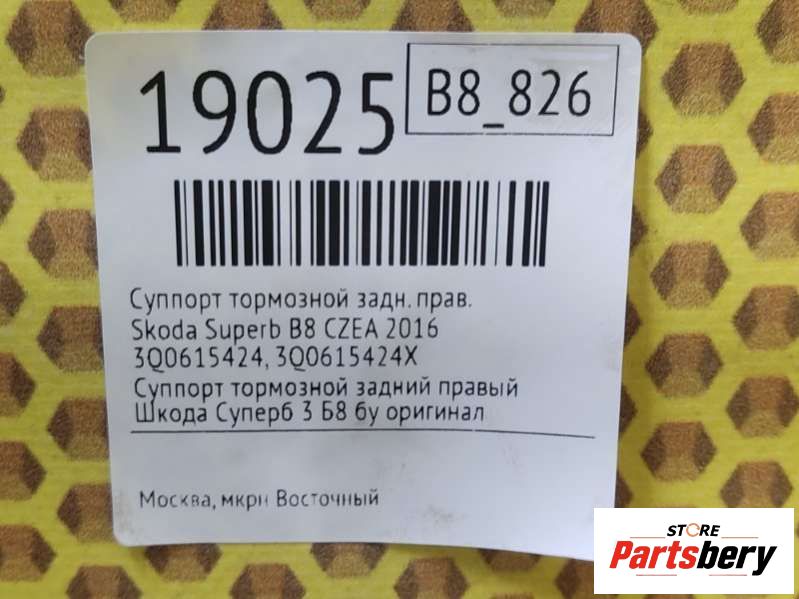 19025
B8_826
Суппорт тормозной задн. прав.
Skoda Superb B8 CZEA 2016
3Q0615424, 3Q0615424X
Суппорт тормозной задний правый
Шкода Суперб 3 Б8 бу оригинал
Москва, мкрн Восточный
STORE
Partsbery